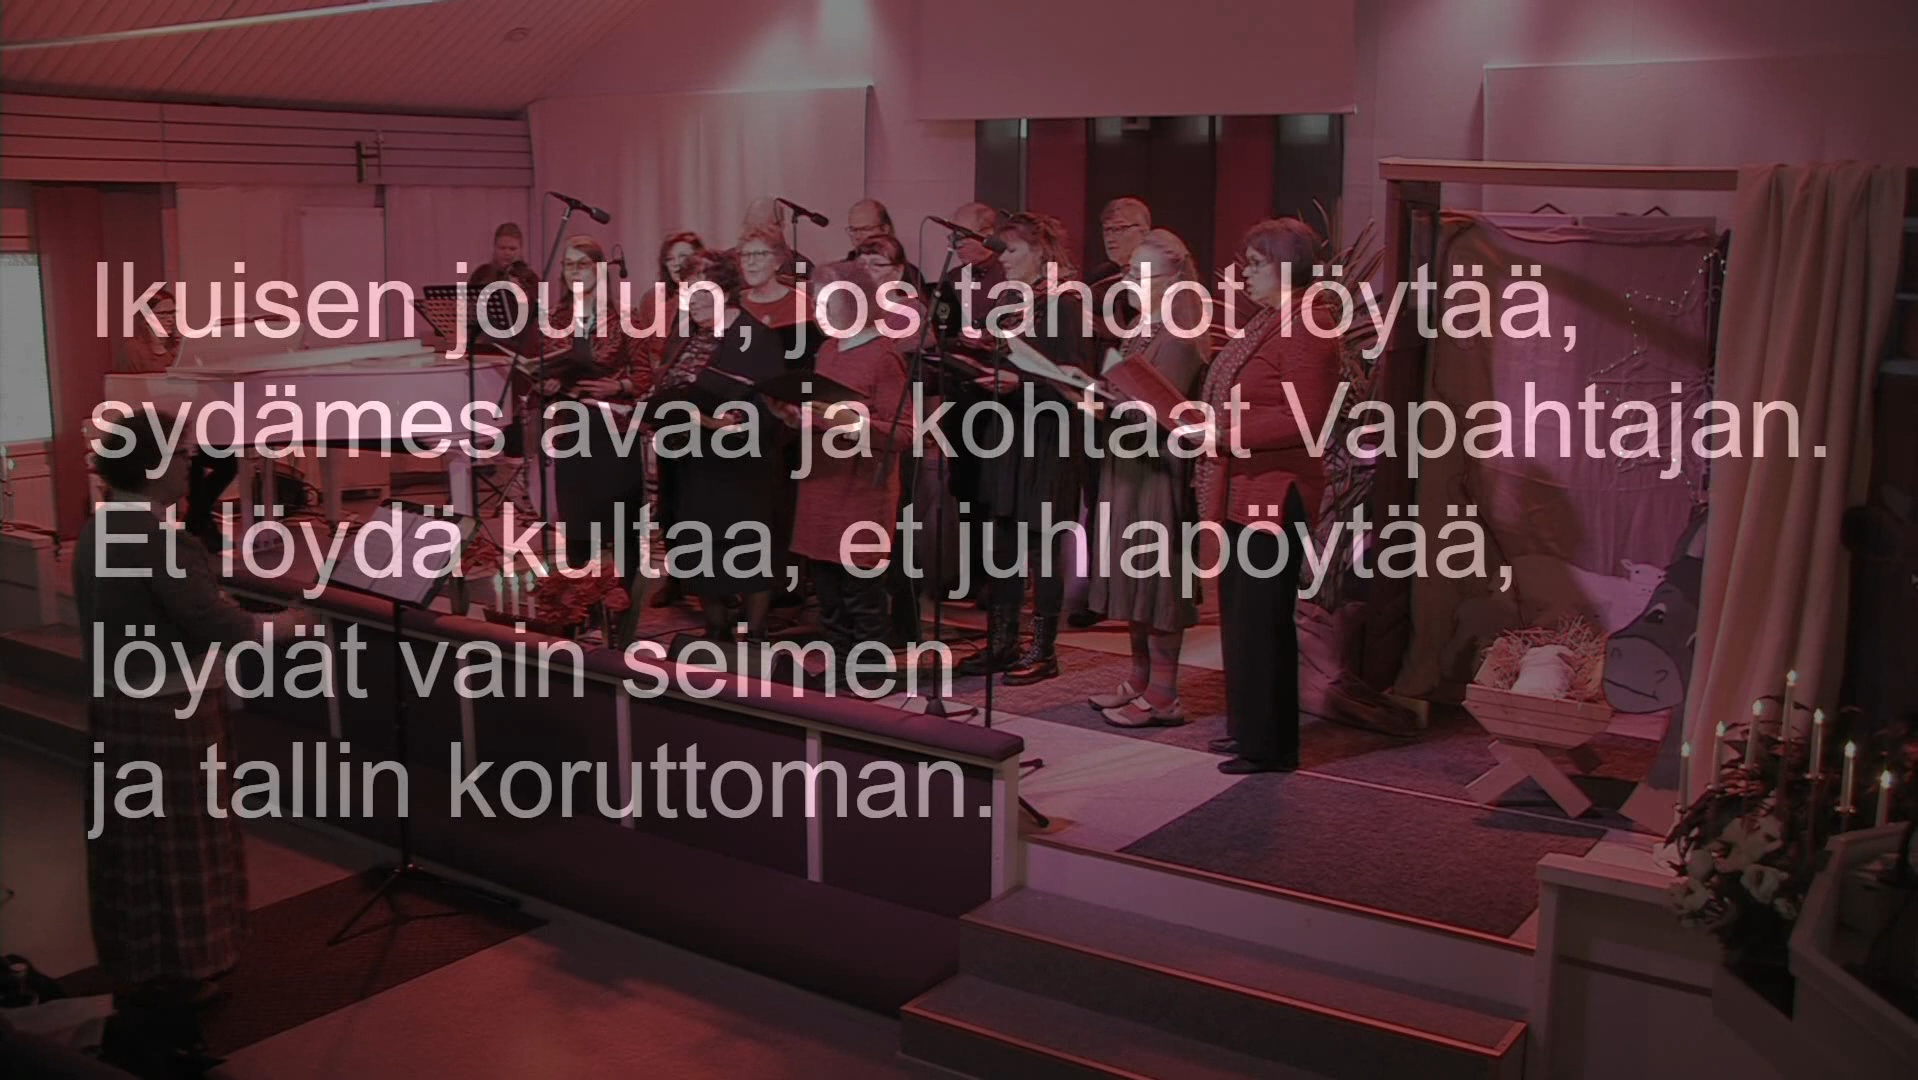 Ikuisen joulun, jos tahdot löytää,
sydämes avaa ja kohtaat Vapahtajan.
Et löydä kultaa, et juhlapöytää,
löydät vain seimen
ja tallin koruttoman.